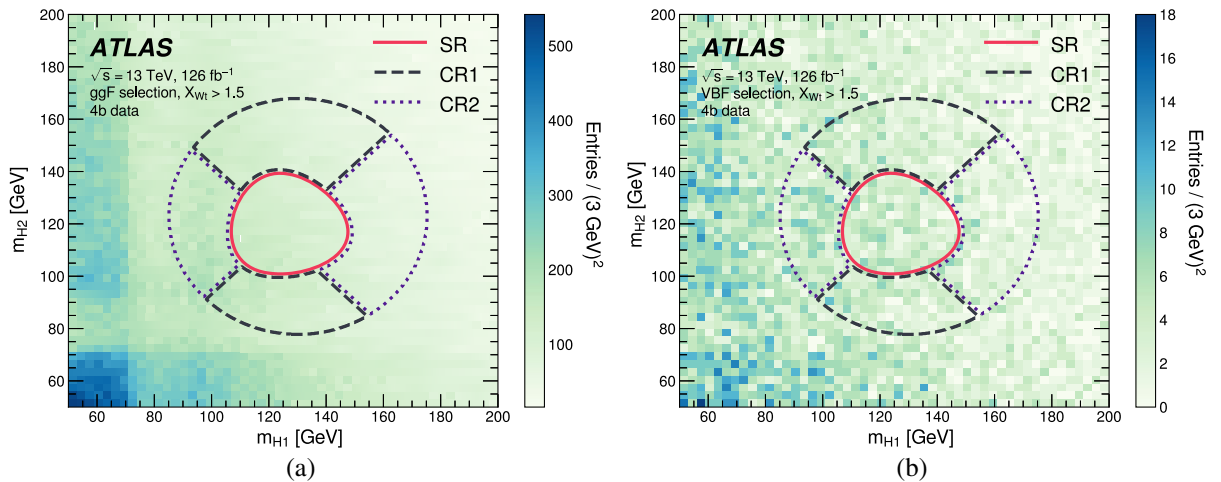 ATLAS
√s = 13 TeV, 126 fb⁻¹
ggF selection, X_Wt > 1.5
4b data
SR
CR1
CR2
200
180
160
140
120
100
80
60
m_H2 [GeV]
60 80 100 120 140 160 180 200
m_H1 [GeV]
500
400
300
200
100
Entries / (3 GeV)²
(a)
ATLAS
√s = 13 TeV, 126 fb⁻¹
VBF selection, X_Wt > 1.5
4b data
SR
CR1
CR2
200
180
160
140
120
100
80
60
m_H2 [GeV]
60 80 100 120 140 160 180 200
m_H1 [GeV]
18
16
14
12
10
8
6
4
2
0
Entries / (3 GeV)²
(b)